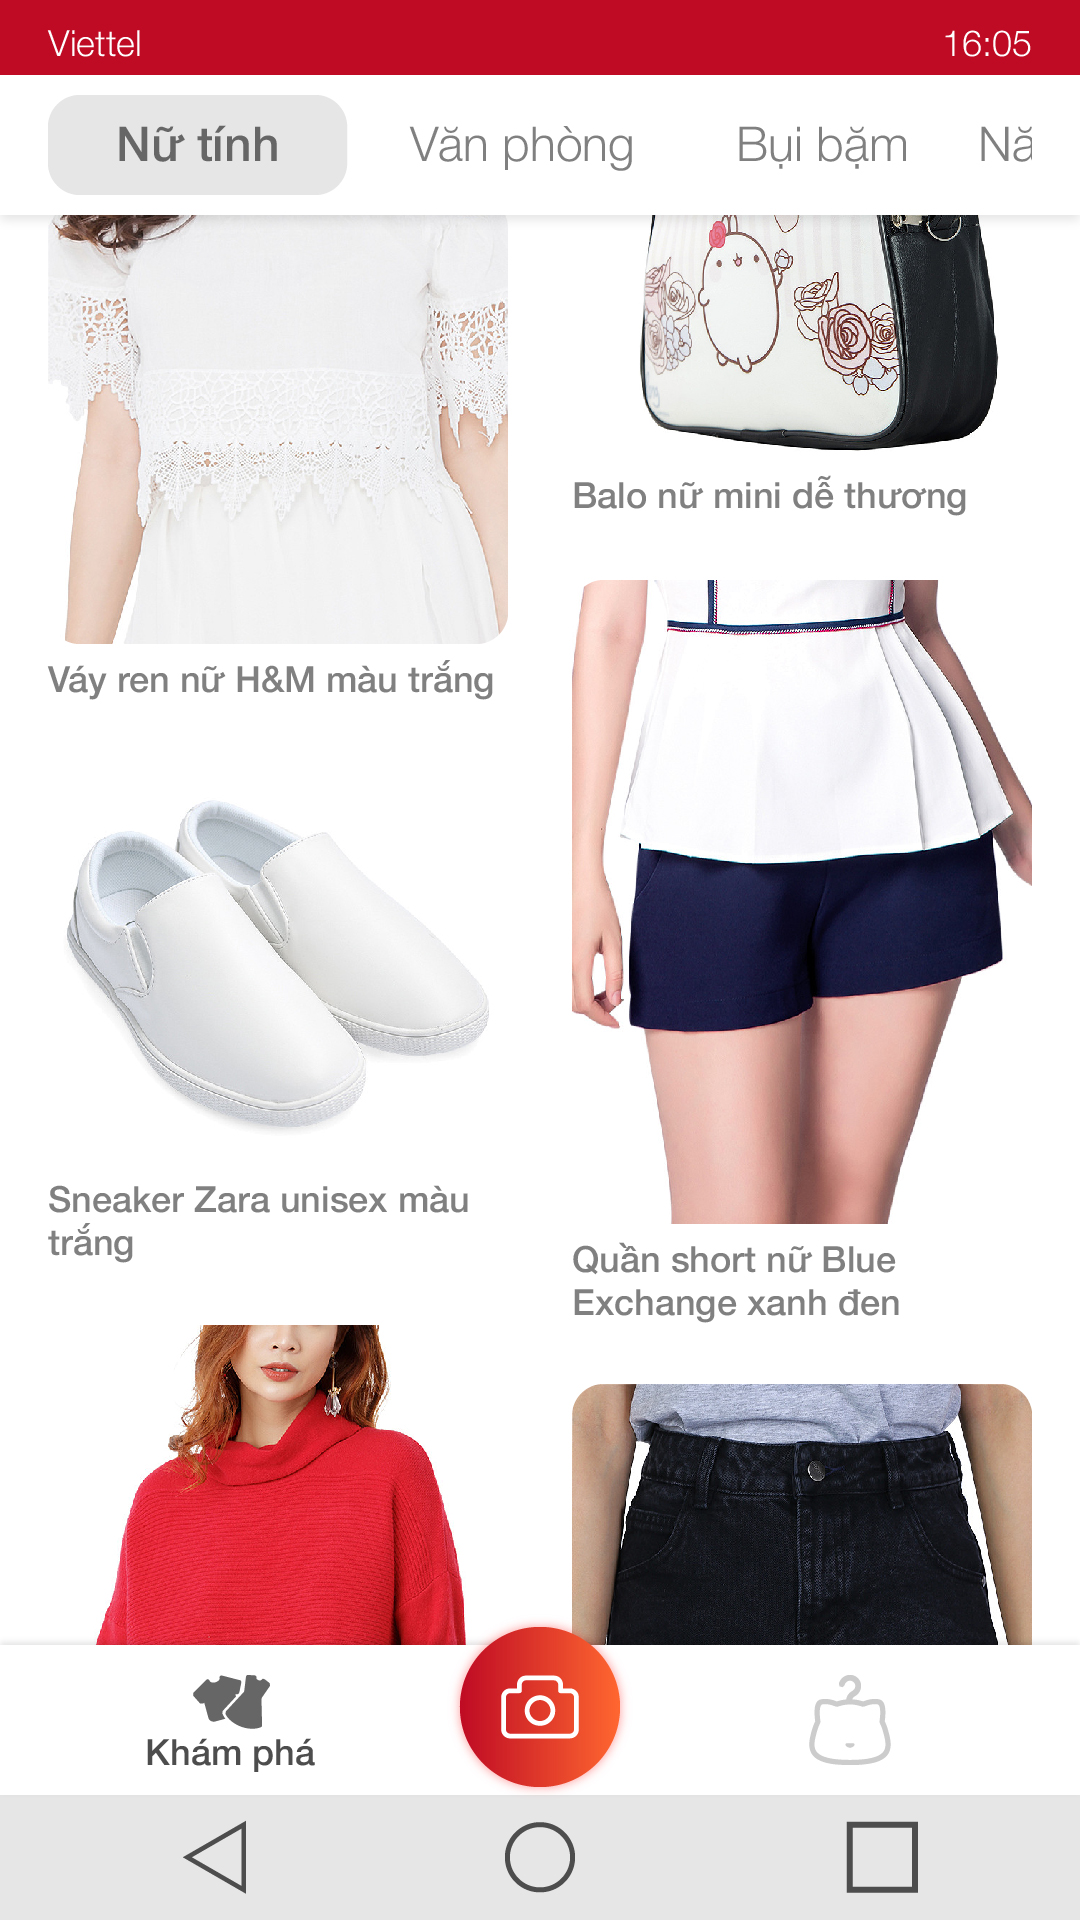 Viettel
16:05
Nữ tính
Văn phòng
Bụi bặm
Nă
Balo nữ mini dễ thương
Váy ren nữ H&M màu trắng
Sneaker Zara unisex màu
trắng
Quần short nữ Blue
Exchange xanh đen
Khám phá